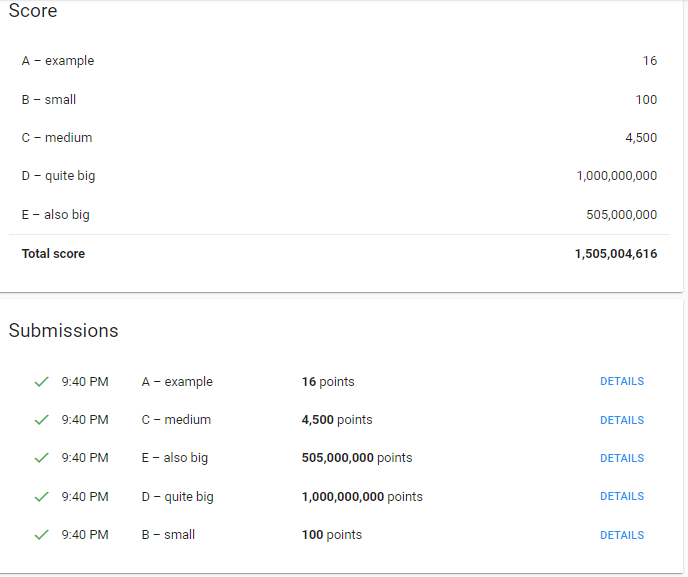 Score
A – example 16
B – small 100
C – medium 4,500
D – quite big 1,000,000,000
E – also big 505,000,000
Total score 1,505,004,616
Submissions
9:40 PM A – example 16 points DETAILS
9:40 PM C – medium 4,500 points DETAILS
9:40 PM E – also big 505,000,000 points DETAILS
9:40 PM D – quite big 1,000,000,000 points DETAILS
9:40 PM B – small 100 points DETAILS